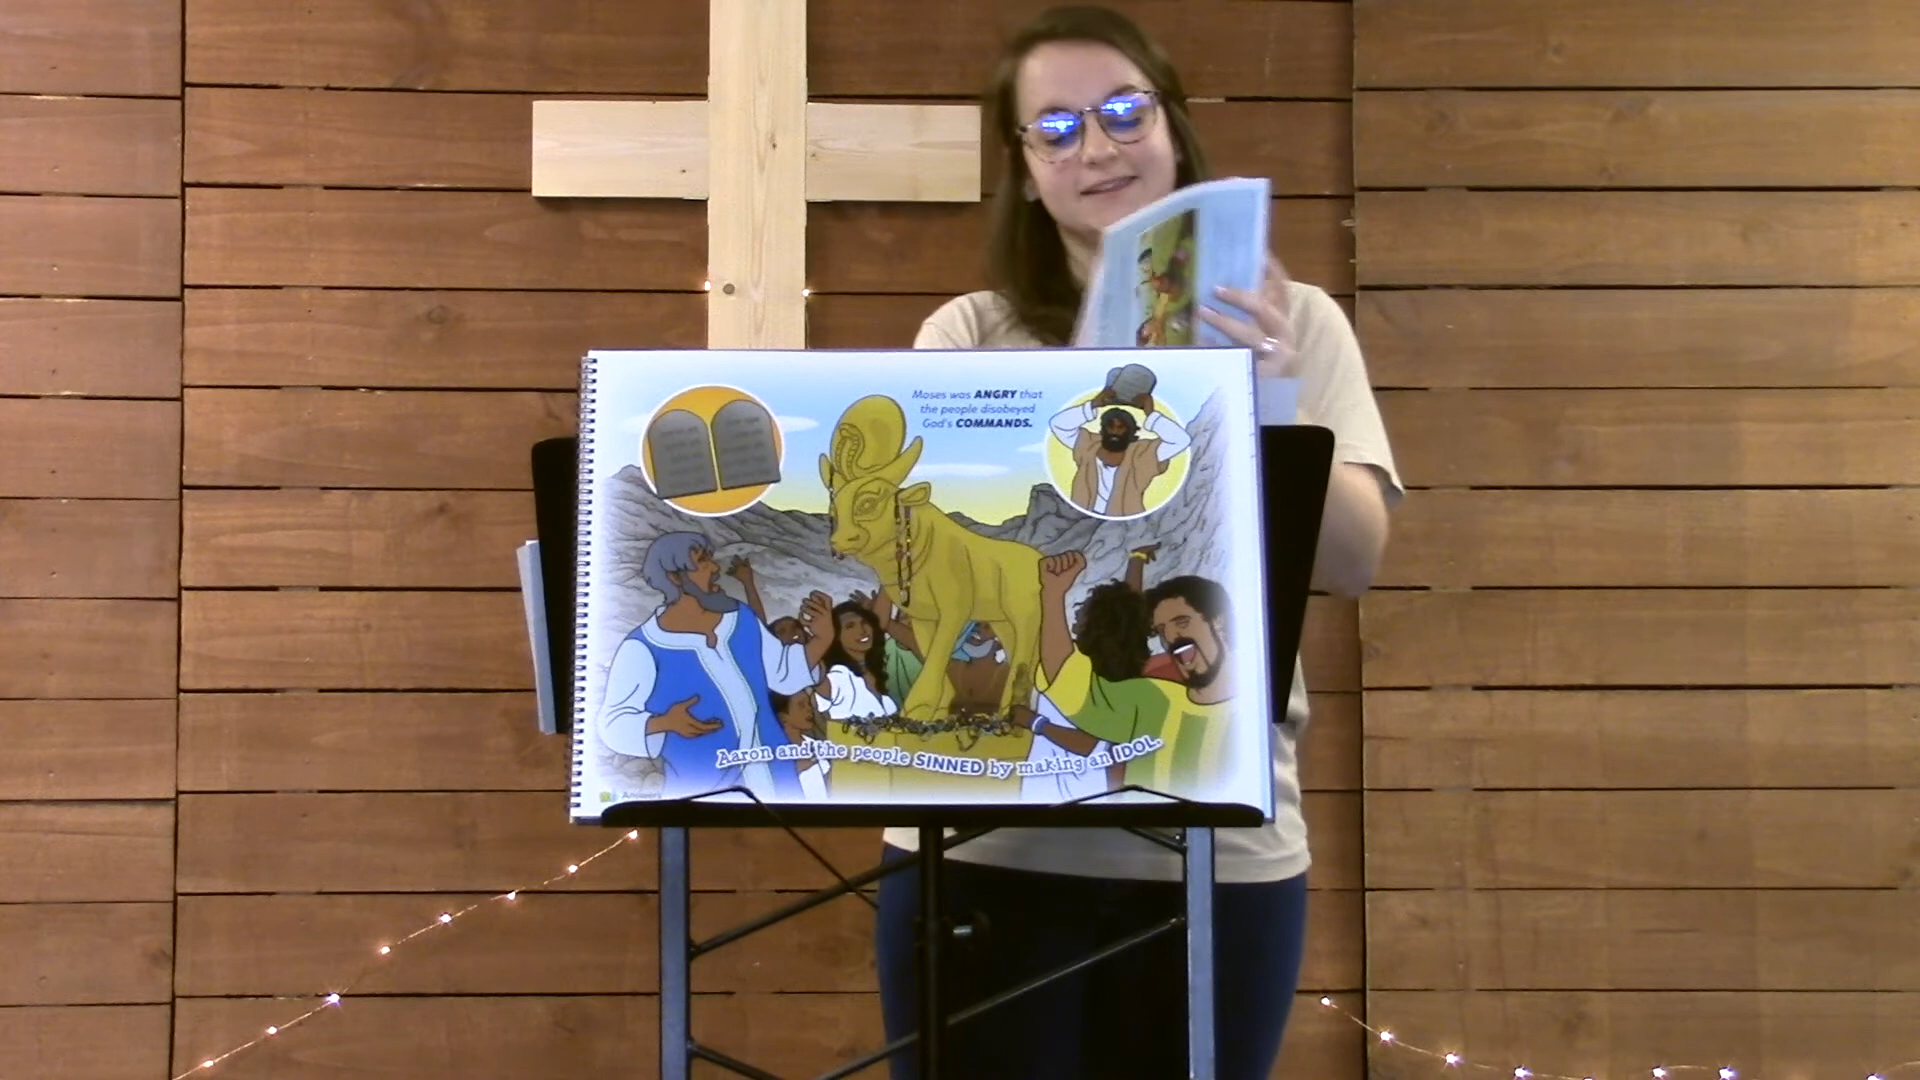 Moses was ANGRY that
the people disobeyed
God's COMMANDS.
Aaron and the people SINNED by making an IDOL.
Answers